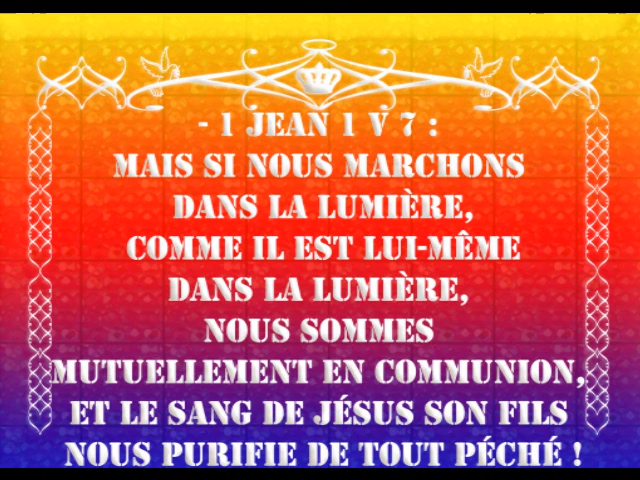 - 1 JEAN 1 V 7 :
MAIS SI NOUS MARCHONS
DANS LA LUMIÈRE,
COMME IL EST LUI-MÊME
DANS LA LUMIÈRE,
NOUS SOMMES
MUTUELLEMENT EN COMMUNION,
ET LE SANG DE JÉSUS SON FILS
NOUS PURIFIE DE TOUT PÉCHÉ !